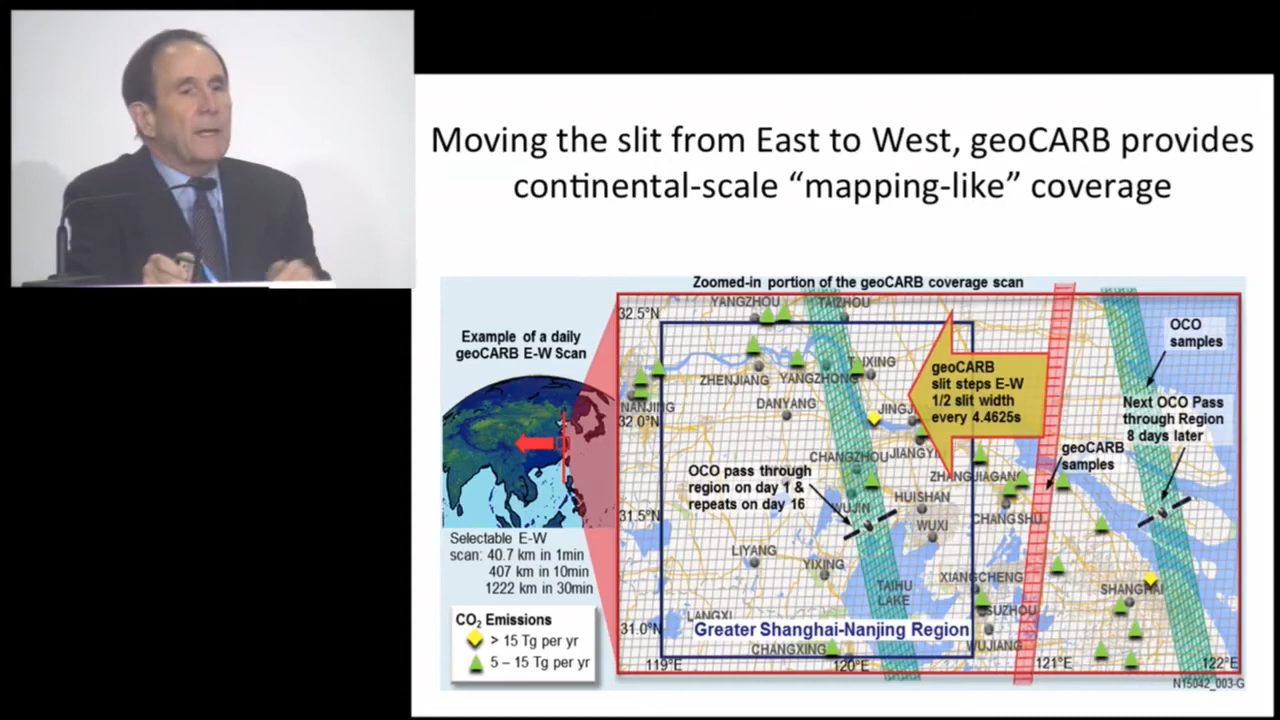 Moving the slit from East to West, geoCARB provides
continental-scale “mapping-like” coverage
Zoomed-in portion of the geoCARB coverage scan
Example of a daily
geoCARB E-W Scan
Selectable E-W
scan: 40.7 km in 1min
407 km in 10min
1222 km in 30min
CO2 Emissions
> 15 Tg per yr
5 – 15 Tg per yr
32.5°N
YANGZHOU
TAIZHOU
OCO
samples
ZHENJIANG
YANGZHONG
geoCARB
slit steps E-W
1/2 slit width
every 4.4625s
NANJING
32.0°N
DANYANG
Next OCO Pass
through Region
8 days later
CHANGZHOU
geoCARB
samples
OCO pass through
region on day 1 &
repeats on day 16
ZHANGJIAGANG
HUISHAN
WUJIN
CHANGSHU
31.5°N
WUXI
LIYANG
YIXING
XIANGCHENG
TAIHU
LAKE
SHANGHAI
SUZHOU
31.0°N
Greater Shanghai-Nanjing Region
WUJIANG
CHANGXING
119°E
120°E
121°E
122°E
N15042_003-G